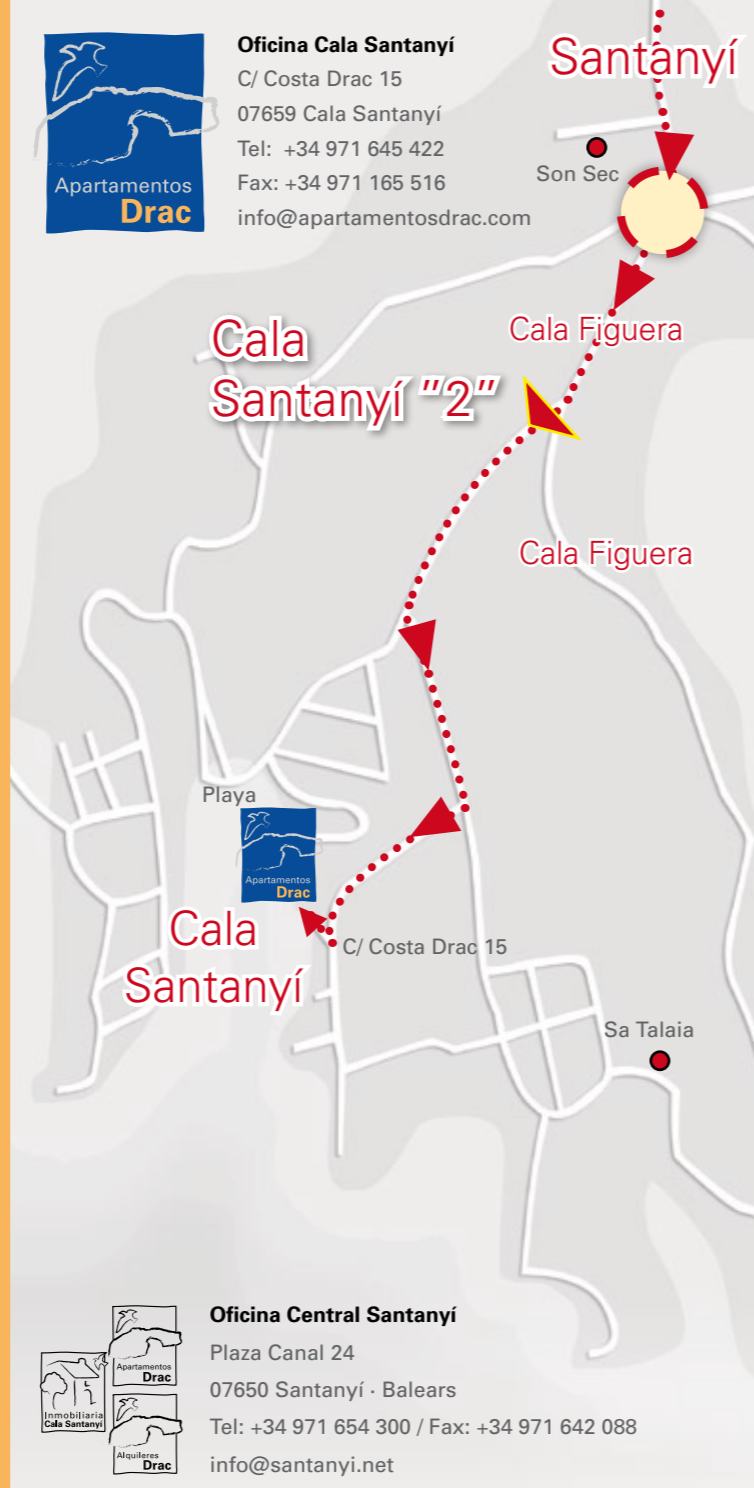 Apartamentos
Drac
Oficina Cala Santanyí
C/ Costa Drac 15
07659 Cala Santanyí
Tel: +34 971 645 422
Fax: +34 971 165 516
info@apartamentosdrac.com
Santanyí
Son Sec
Cala Figuera
Cala
Santanyí "2"
Cala Figuera
Playa
Apartamentos
Drac
Cala
Santanyí
C/ Costa Drac 15
Sa Talaia
Apartamentos
Drac
Inmobiliaria
Cala Santanyí
Alquileres
Drac
Oficina Central Santanyí
Plaza Canal 24
07650 Santanyí · Balears
Tel: +34 971 654 300 / Fax: +34 971 642 088
info@santanyi.net